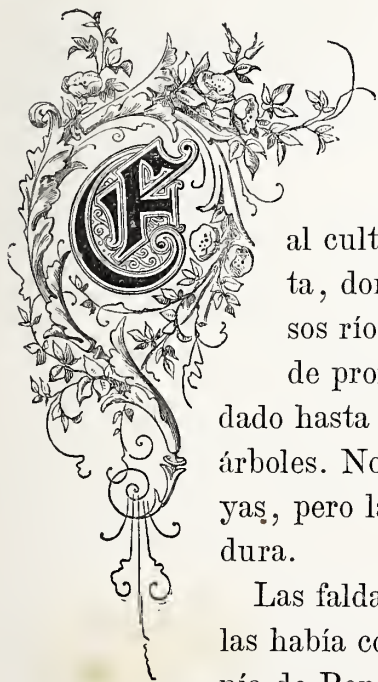 E
al cult
ta, don
sos río
de pro
dado hasta
árboles. No
yas, pero la
dura.
Las falda
las había co